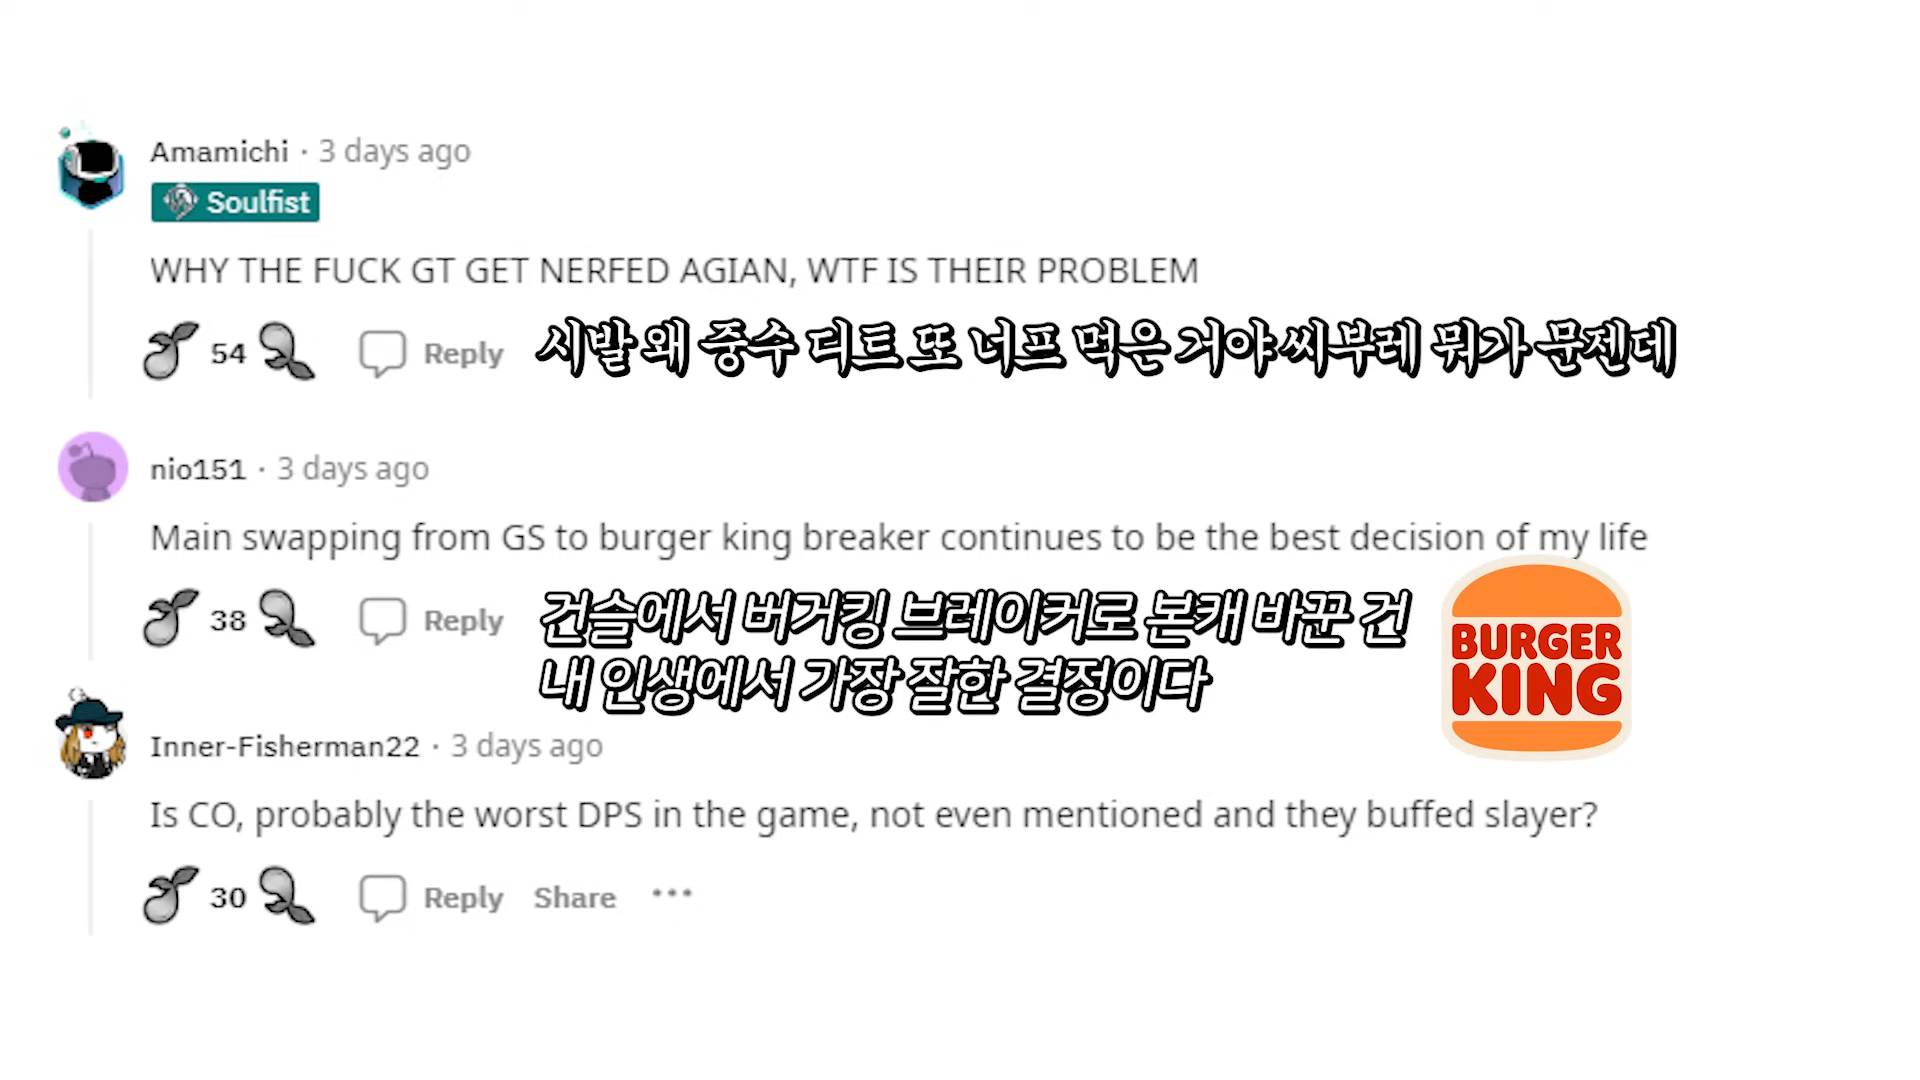 Amamichi · 3 days ago
Soulfist
WHY THE FUCK GT GET NERFED AGIAN, WTF IS THEIR PROBLEM
54 Reply 시발 왜 중수 디트 또 너프 먹은 거야 씨부레 뭐가 문젠데
nio151 · 3 days ago
Main swapping from GS to burger king breaker continues to be the best decision of my life
38 Reply 건슬에서 버거킹 브레이커로 본캐 바꾼 건
내 인생에서 가장 잘한 결정이다
BURGER
KING
Inner-Fisherman22 · 3 days ago
Is CO, probably the worst DPS in the game, not even mentioned and they buffed slayer?
30 Reply Share ···